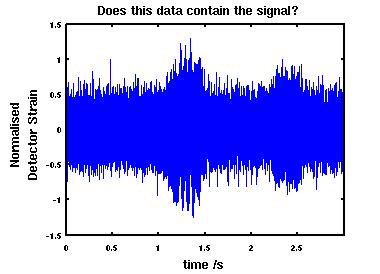 Does this data contain the signal?
1.5
1
0.5
0
-0.5
-1
-1.5
Normalised
Detector Strain
0 0.5 1 1.5 2 2.5
time /s